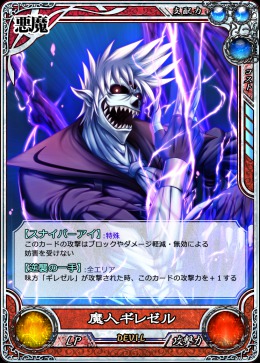 悪魔
【スナイパーアイ】:特殊
このカードの攻撃はブロックやダメージ軽減・無効による
妨害を受けない
【逆襲の一手】:全エリア
味方「ギレゼル」が攻撃された時、このカードの攻撃力を+1する
魔人ギレゼル
DEVIL
LP
攻撃力